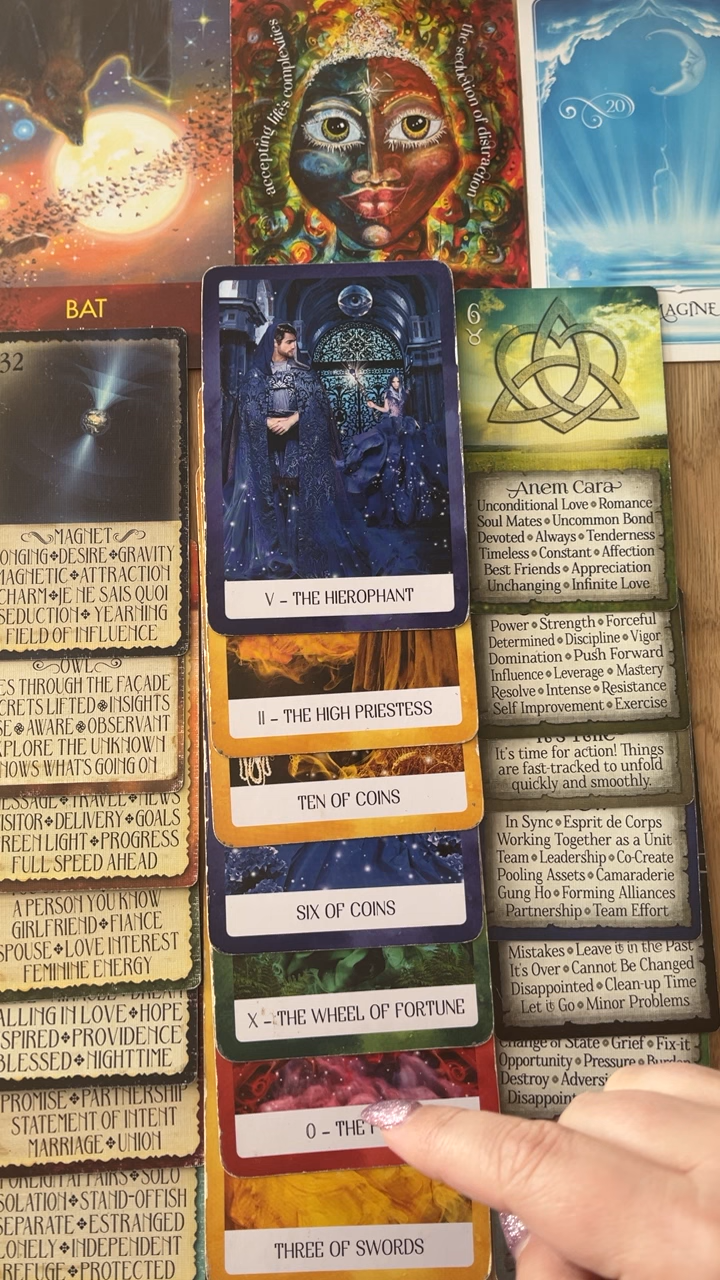 accepting life's complexities
the seduction of distraction
20
BAT
AGINE
32
MAGNET
ONGING❖DESIRE❖GRAVITY
MAGNETIC❖ATTRACTION
CHARM❖JE NE SAIS QUOI
SEDUCTION❖YEARNING
FIELD OF INFLUENCE
OWL
ES THROUGH THE FAÇADE
CRETS LIFTED❖INSIGHTS
SE❖AWARE❖OBSERVANT
XPLORE THE UNKNOWN
NOWS WHAT'S GOING ON
ESSAGE❖TRAVEL❖NEWS
ISITOR❖DELIVERY❖GOALS
REEN LIGHT❖PROGRESS
FULL SPEED AHEAD
A PERSON YOU KNOW
GIRLFRIEND❖FIANCE
SPOUSE❖LOVE INTEREST
FEMININE ENERGY
ALLING IN LOVE❖HOPE
SPIRED❖PROVIDENCE
BLESSED❖NIGHTTIME
PROMISE❖PARTNERSHIP
STATEMENT OF INTENT
MARRIAGE❖UNION
FOREIGN AFFAIRS❖SOLO
SOLATION❖STAND-OFFISH
SEPARATE❖ESTRANGED
LONELY❖INDEPENDENT
REFUGE❖PROTECTED
V – THE HIEROPHANT
II – THE HIGH PRIESTESS
TEN OF COINS
SIX OF COINS
X – THE WHEEL OF FORTUNE
0 – THE
THREE OF SWORDS
6
Anem Cara
Unconditional Love • Romance
Soul Mates • Uncommon Bond
Devoted • Always • Tenderness
Timeless • Constant • Affection
Best Friends • Appreciation
Unchanging • Infinite Love
Power • Strength • Forceful
Determined • Discipline • Vigor
Domination • Push Forward
Influence • Leverage • Mastery
Resolve • Intense • Resistance
Self Improvement • Exercise
It's Time
It's time for action! Things
are fast-tracked to unfold
quickly and smoothly.
In Sync • Esprit de Corps
Working Together as a Unit
Team • Leadership • Co-Create
Pooling Assets • Camaraderie
Gung Ho • Forming Alliances
Partnership • Team Effort
Mistakes • Leave it in the Past
It's Over • Cannot Be Changed
Disappointed • Clean-up Time
Let it Go • Minor Problems
Change of State • Grief • Fix-it
Opportunity • Pressure • Burden
Destroy • Adversi
Disappoint